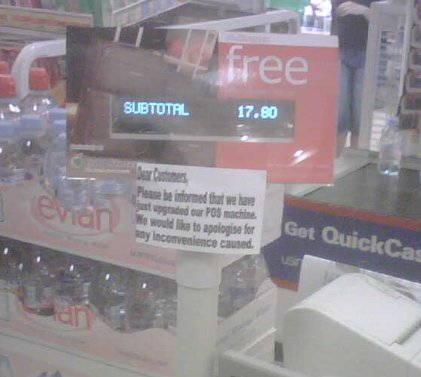 free
SUBTOTAL 17.80
Dear Customers,
Please be informed that we have
just upgraded our POS machine.
We would like to apologise for
any inconvenience caused.
evian
evian
Get QuickCas